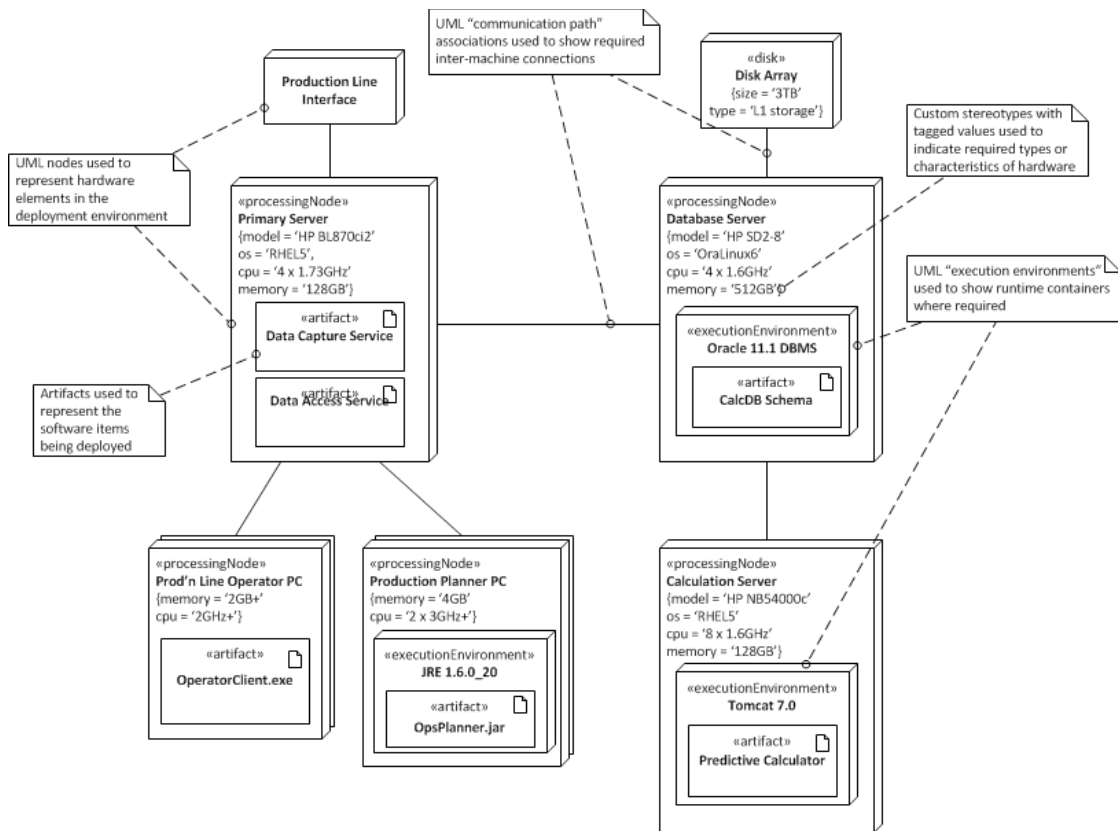 UML “communication path”
associations used to show required
inter-machine connections
«disk»
Disk Array
{size = ‘3TB’
type = ‘L1 storage’}
Production Line
Interface
Custom stereotypes with
tagged values used to
indicate required types or
characteristics of hardware
UML nodes used to
represent hardware
elements in the
deployment environment
«processingNode»
Primary Server
{model = ‘HP BL870ci2’
os = ‘RHEL5’,
cpu = ‘4 x 1.73GHz’
memory = ‘128GB’}
«artifact»
Data Capture Service
«artifact»
Data Access Service
«processingNode»
Database Server
{model = ‘HP SD2-8’
os = ‘OraLinux6’
cpu = ‘4 x 1.6GHz’
memory = ‘512GB’}
«executionEnvironment»
Oracle 11.1 DBMS
«artifact»
CalcDB Schema
UML “execution environments”
used to show runtime containers
where required
Artifacts used to
represent the
software items
being deployed
«processingNode»
Prod’n Line Operator PC
{memory = ‘2GB+’
cpu = ‘2GHz+’}
«artifact»
OperatorClient.exe
«processingNode»
Production Planner PC
{memory = ‘4GB’
cpu = ‘2 x 3GHz+’}
«executionEnvironment»
JRE 1.6.0_20
«artifact»
OpsPlanner.jar
«processingNode»
Calculation Server
{model = ‘HP NB54000c’
os = ‘RHEL5’
cpu = ‘8 x 1.6GHz’
memory = ‘128GB’}
«executionEnvironment»
Tomcat 7.0
«artifact»
Predictive Calculator